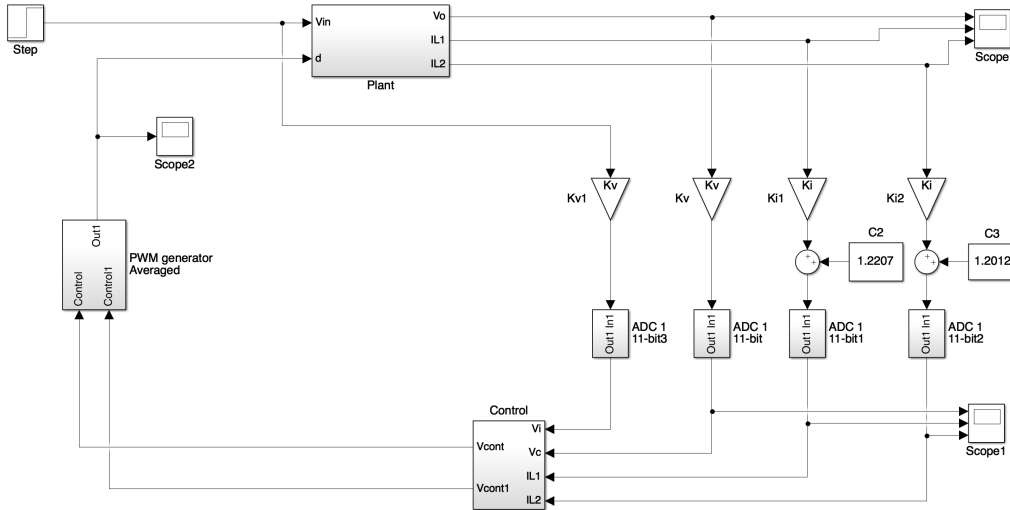 Step
Vin
d
Vo
IL1
IL2
Plant
Scope
Scope2
Kv1
Kv
Kv
Kv
Ki1
Ki
Ki2
Ki
C2
1.2207
C3
1.2012
+
+
+
+
Out1
Control
Control1
PWM generator
Averaged
Out1 In1
ADC 1
11-bit3
Out1 In1
ADC 1
11-bit
Out1 In1
ADC 1
11-bit1
Out1 In1
ADC 1
11-bit2
Control
Vcont
Vcont1
Vi
Vc
IL1
IL2
Scope1